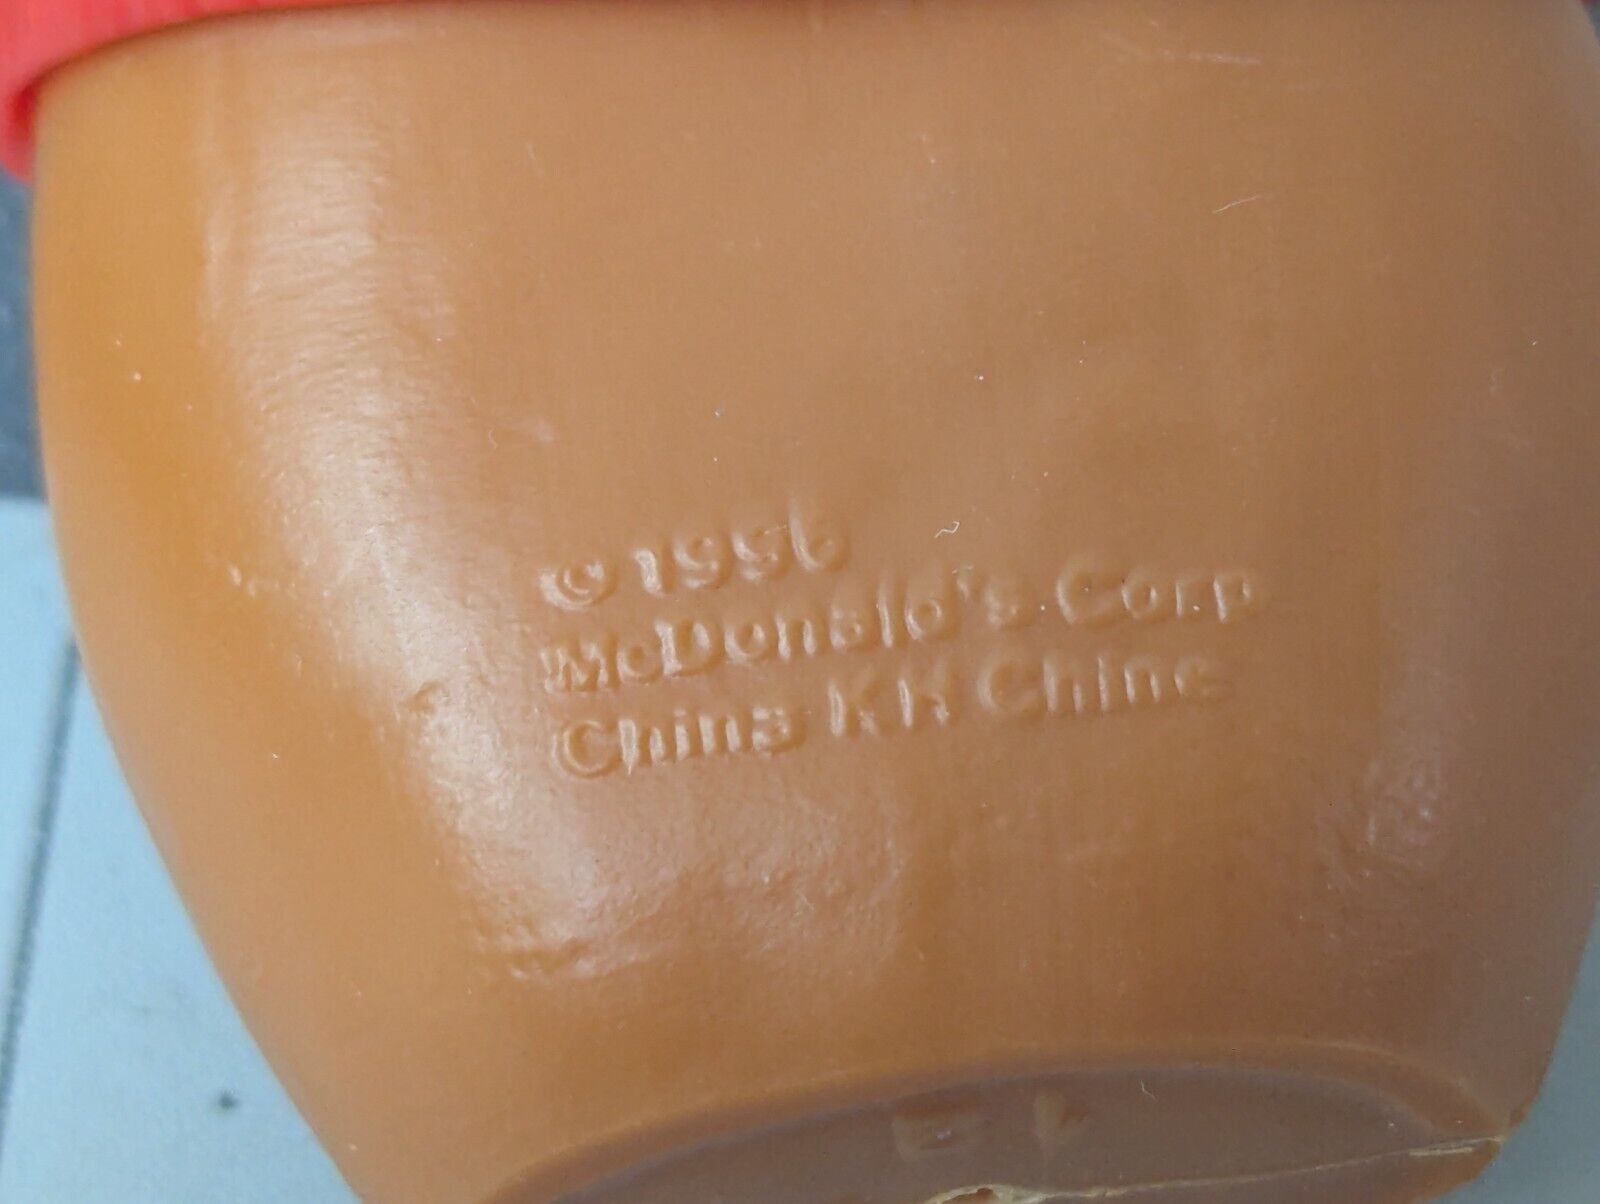 © 1996
McDonald's Corp
China KH Chine